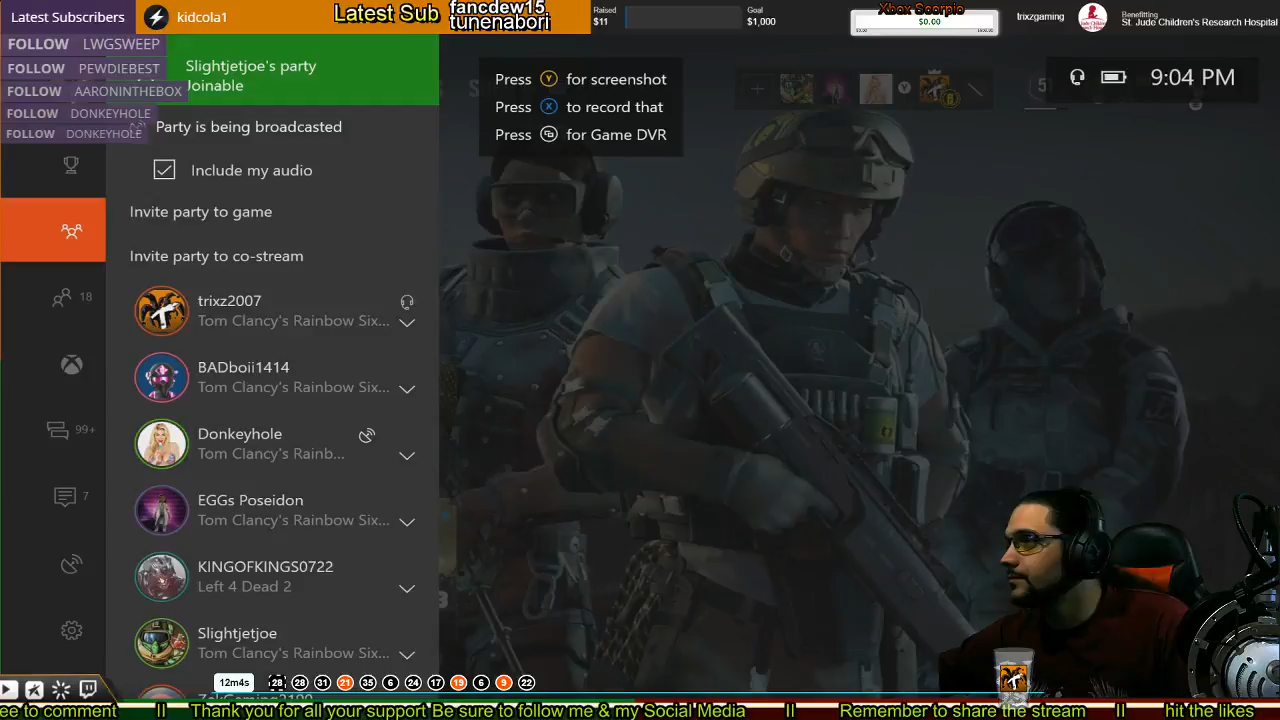 Latest Subscribers
kidcola1
Latest Sub
fancdew15
tunenabori
Raised
$11
Goal
$1,000
Xbox Scorpio
$0.00
trixzgaming
Benefitting
St. Jude Children's Research Hospital
FOLLOW LWGSWEEP
FOLLOW PEWDIEBEST
FOLLOW AARONINTHEBOX
FOLLOW DONKEYHOLE
FOLLOW DONKEYHOLE
Slightjetjoe's party
Joinable
Party is being broadcasted
Include my audio
Invite party to game
Invite party to co-stream
trixz2007
Tom Clancy's Rainbow Six...
BADboii1414
Tom Clancy's Rainbow Six...
Donkeyhole
Tom Clancy's Rainb...
EGGs Poseidon
Tom Clancy's Rainbow Six...
KINGOFKINGS0722
Left 4 Dead 2
Slightjetjoe
Tom Clancy's Rainbow Six...
18
99+
7
Press Y for screenshot
Press X to record that
Press for Game DVR
9:04 PM
12m4s 28 28 31 21 35 6 24 17 19 6 9 22
ee to comment II Thank you for all your support Be sure to follow me & my Social Media II Remember to share the stream II hit the likes